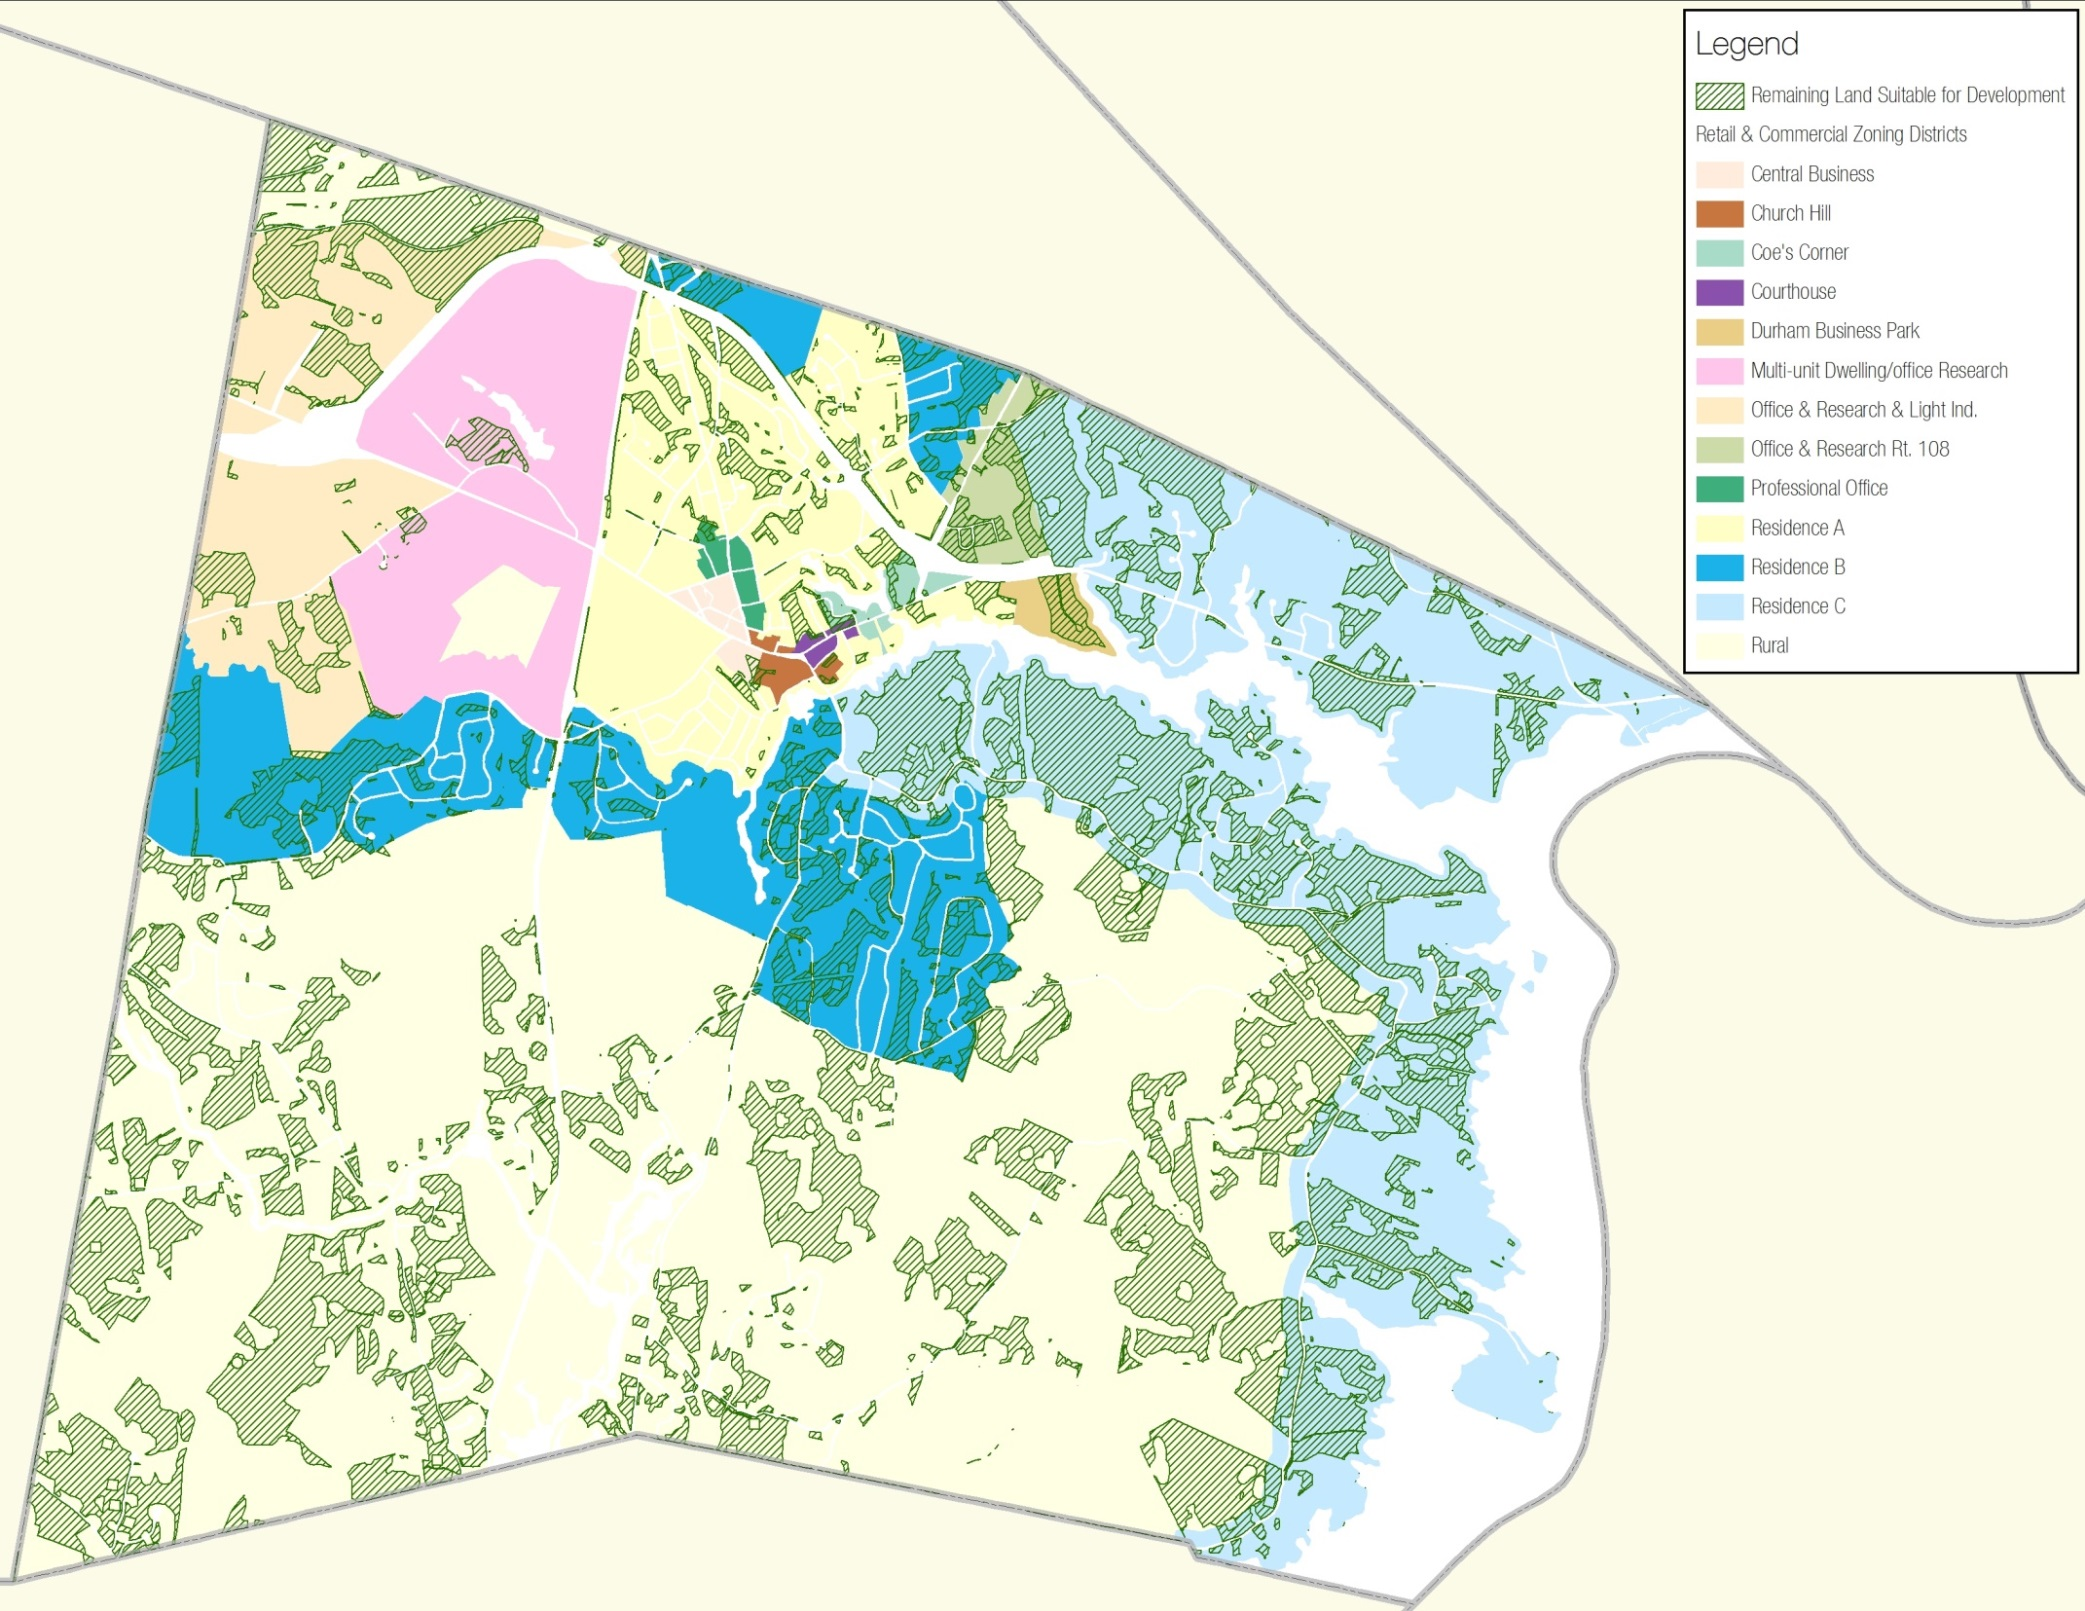 Legend
Remaining Land Suitable for Development
Retail & Commercial Zoning Districts
Central Business
Church Hill
Coe's Corner
Courthouse
Durham Business Park
Multi-unit Dwelling/office Research
Office & Research & Light Ind.
Office & Research Rt. 108
Professional Office
Residence A
Residence B
Residence C
Rural